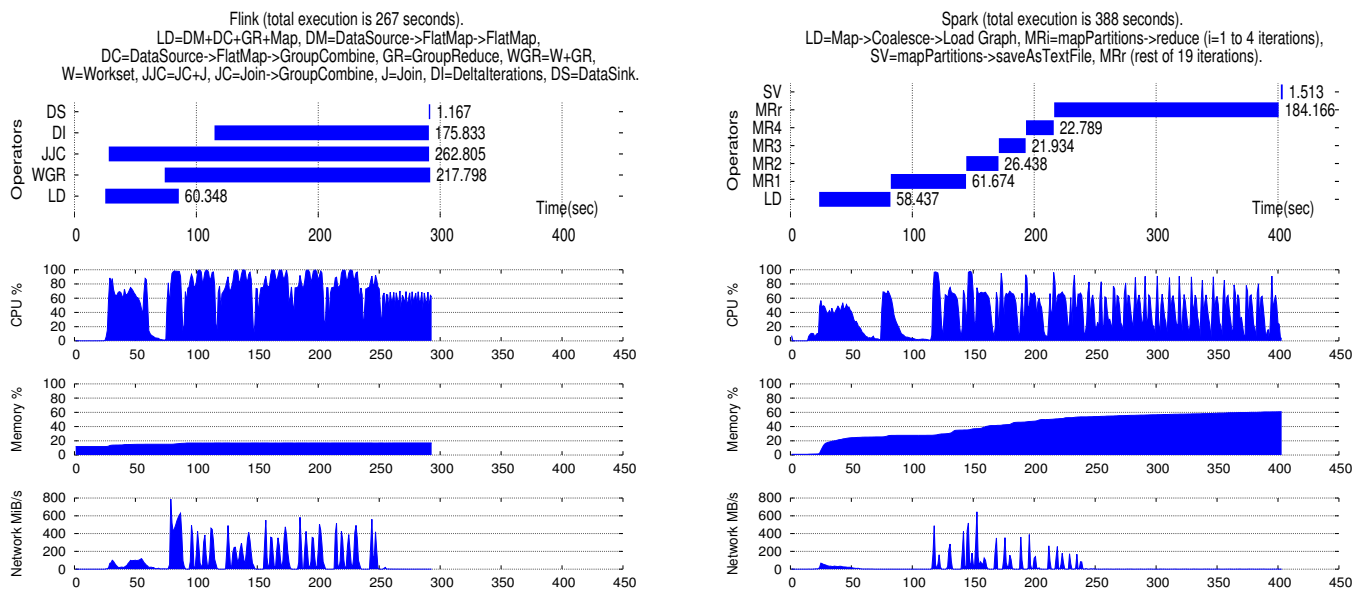 Flink (total execution is 267 seconds).
LD=DM+DC+GR+Map, DM=DataSource->FlatMap->FlatMap,
DC=DataSource->FlatMap->GroupCombine, GR=GroupReduce, WGR=W+GR,
W=Workset, JJC=JC+J, JC=Join->GroupCombine, J=Join, DI=DeltaIterations, DS=DataSink.
Operators
DS 1.167
DI 175.833
JJC 262.805
WGR 217.798
LD 60.348
Time(sec)
0 100 200 300 400
CPU %
100
80
60
40
20
0
0 50 100 150 200 250 300 350 400 450
Memory %
100
80
60
40
20
0
0 50 100 150 200 250 300 350 400 450
Network MiB/s
800
600
400
200
0
0 50 100 150 200 250 300 350 400 450
Spark (total execution is 388 seconds).
LD=Map->Coalesce->Load Graph, MRi=mapPartitions->reduce (i=1 to 4 iterations),
SV=mapPartitions->saveAsTextFile, MRr (rest of 19 iterations).
Operators
SV 1.513
MRr 184.166
MR4 22.789
MR3 21.934
MR2 26.438
MR1 61.674
LD 58.437
Time(sec)
0 100 200 300 400
CPU %
100
80
60
40
20
0
0 50 100 150 200 250 300 350 400 450
Memory %
100
80
60
40
20
0
0 50 100 150 200 250 300 350 400 450
Network MB/s
800
600
400
200
0
0 50 100 150 200 250 300 350 400 450